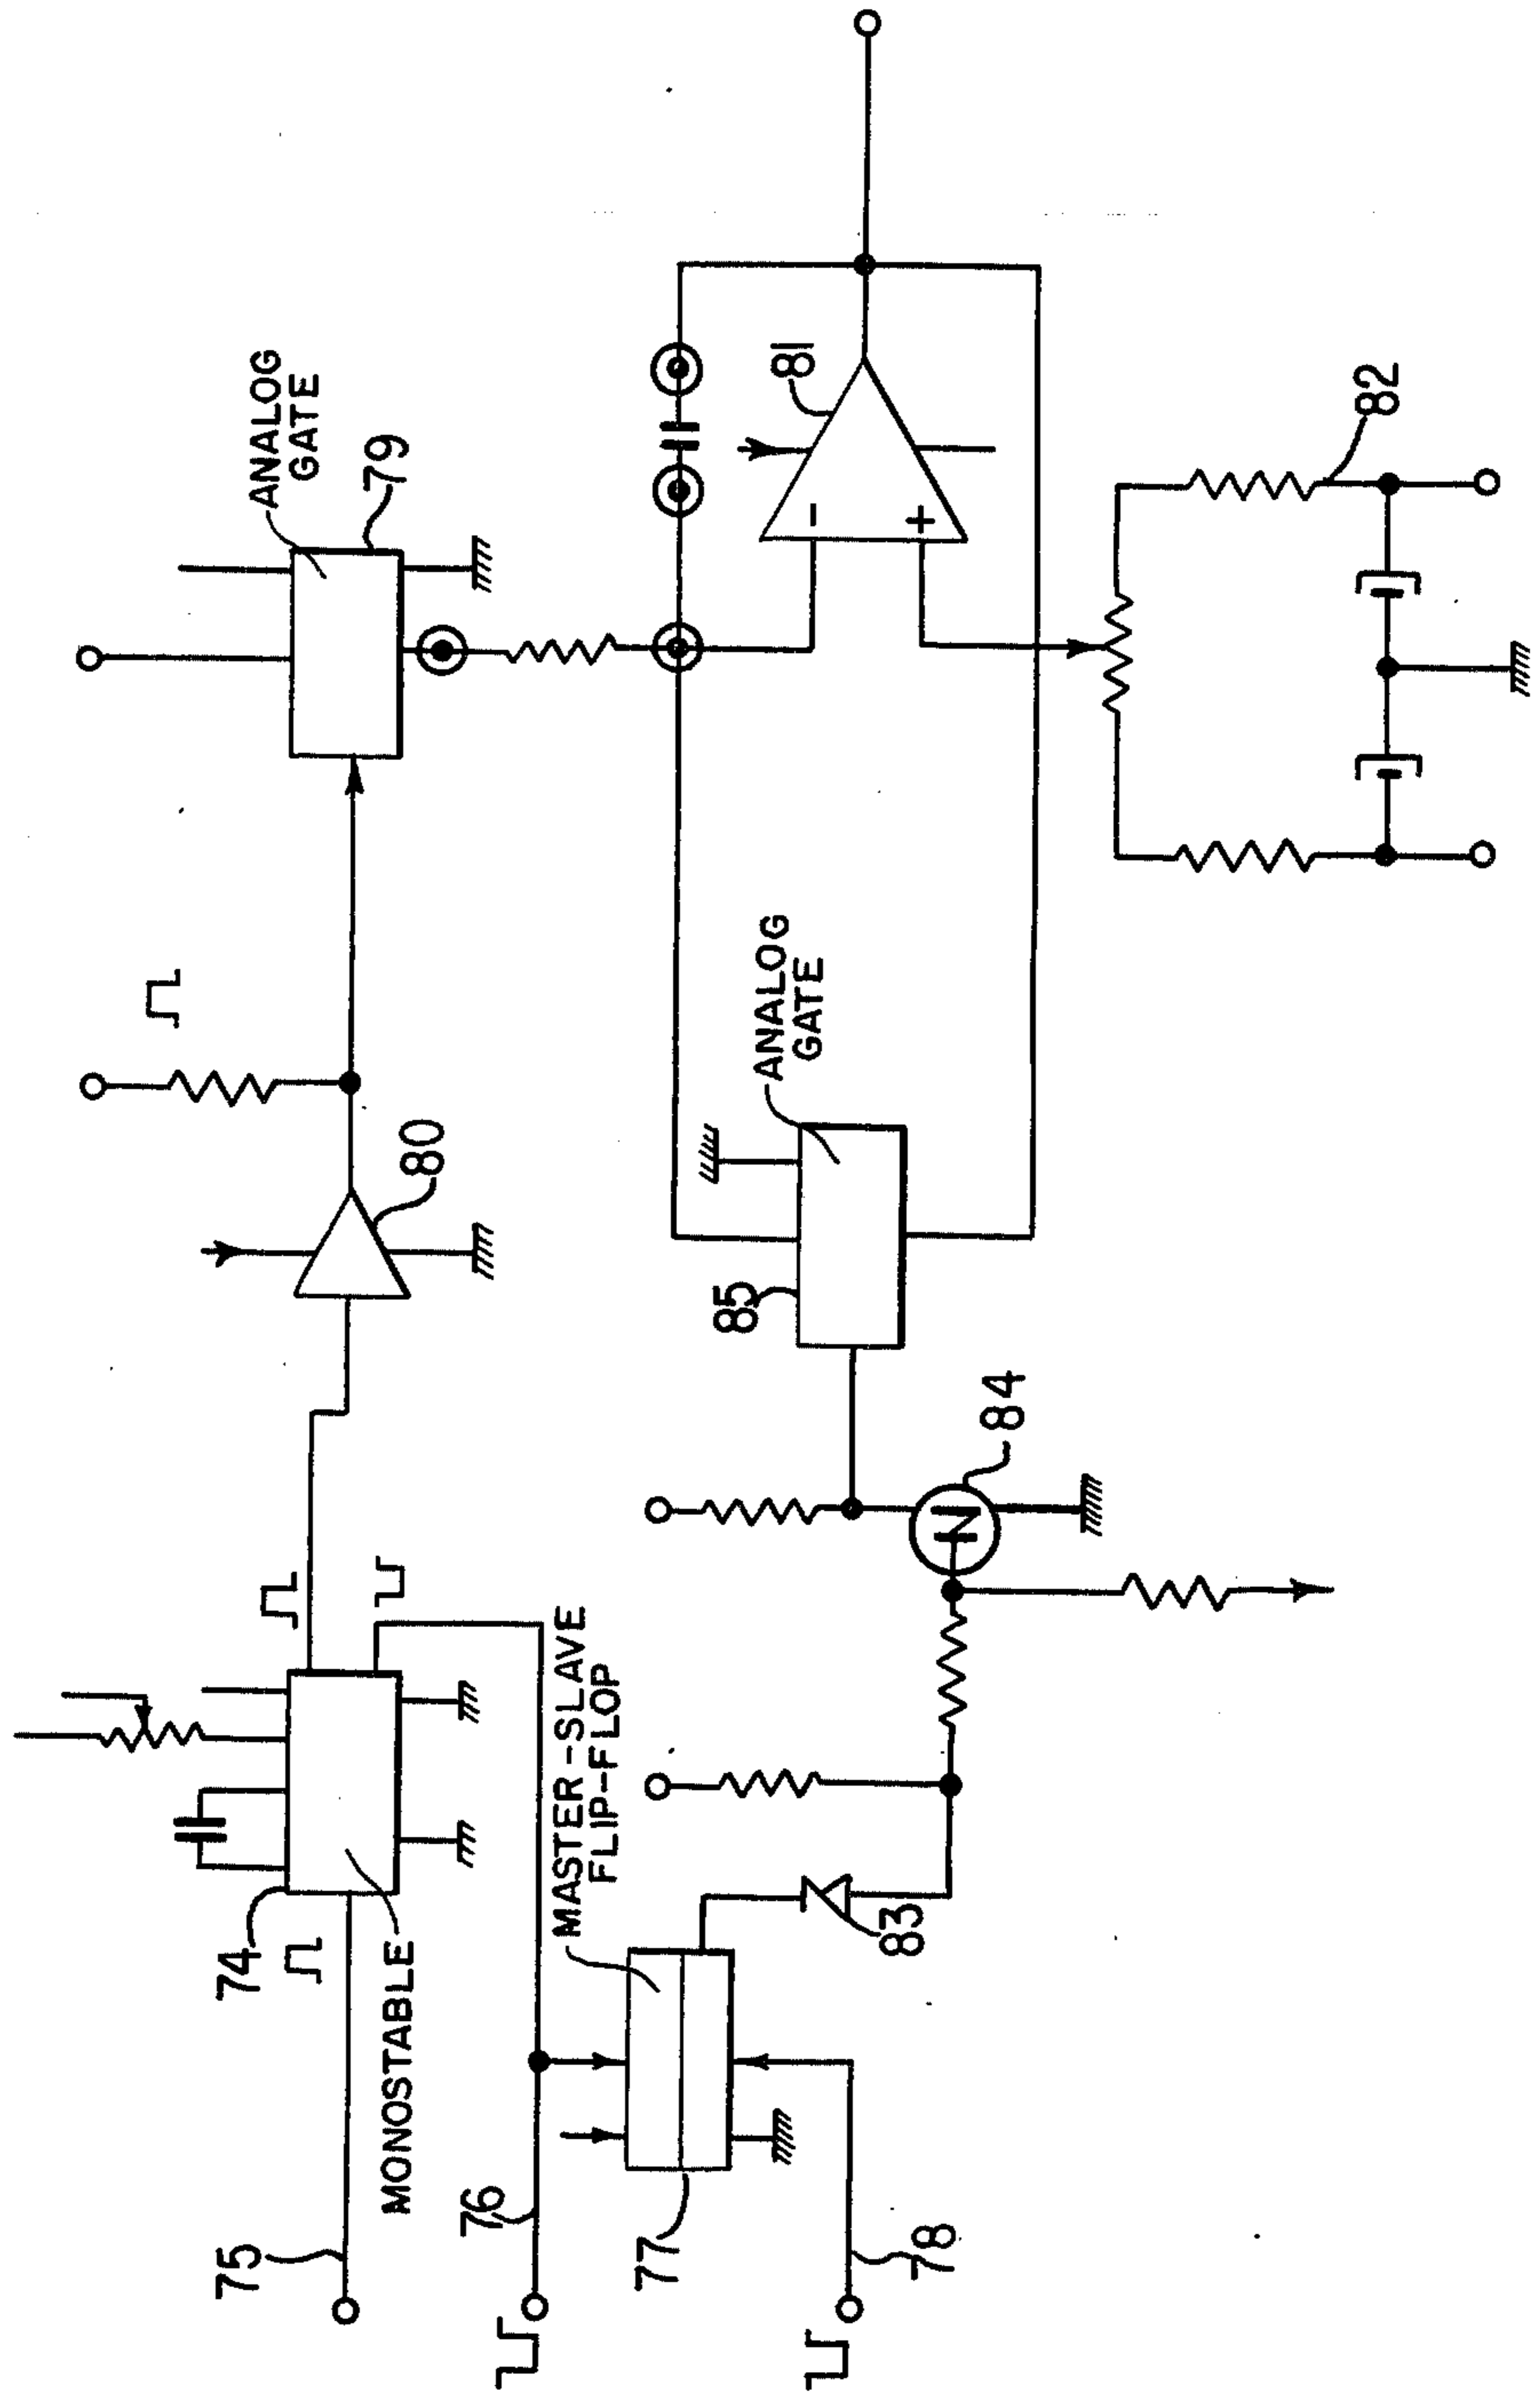 ANALOG
GATE
79
80
74
MONOSTABLE
75
76
MASTER-SLAVE
FLIP-FLOP
77
78
83
84
85
ANALOG
GATE
81
-
+
82